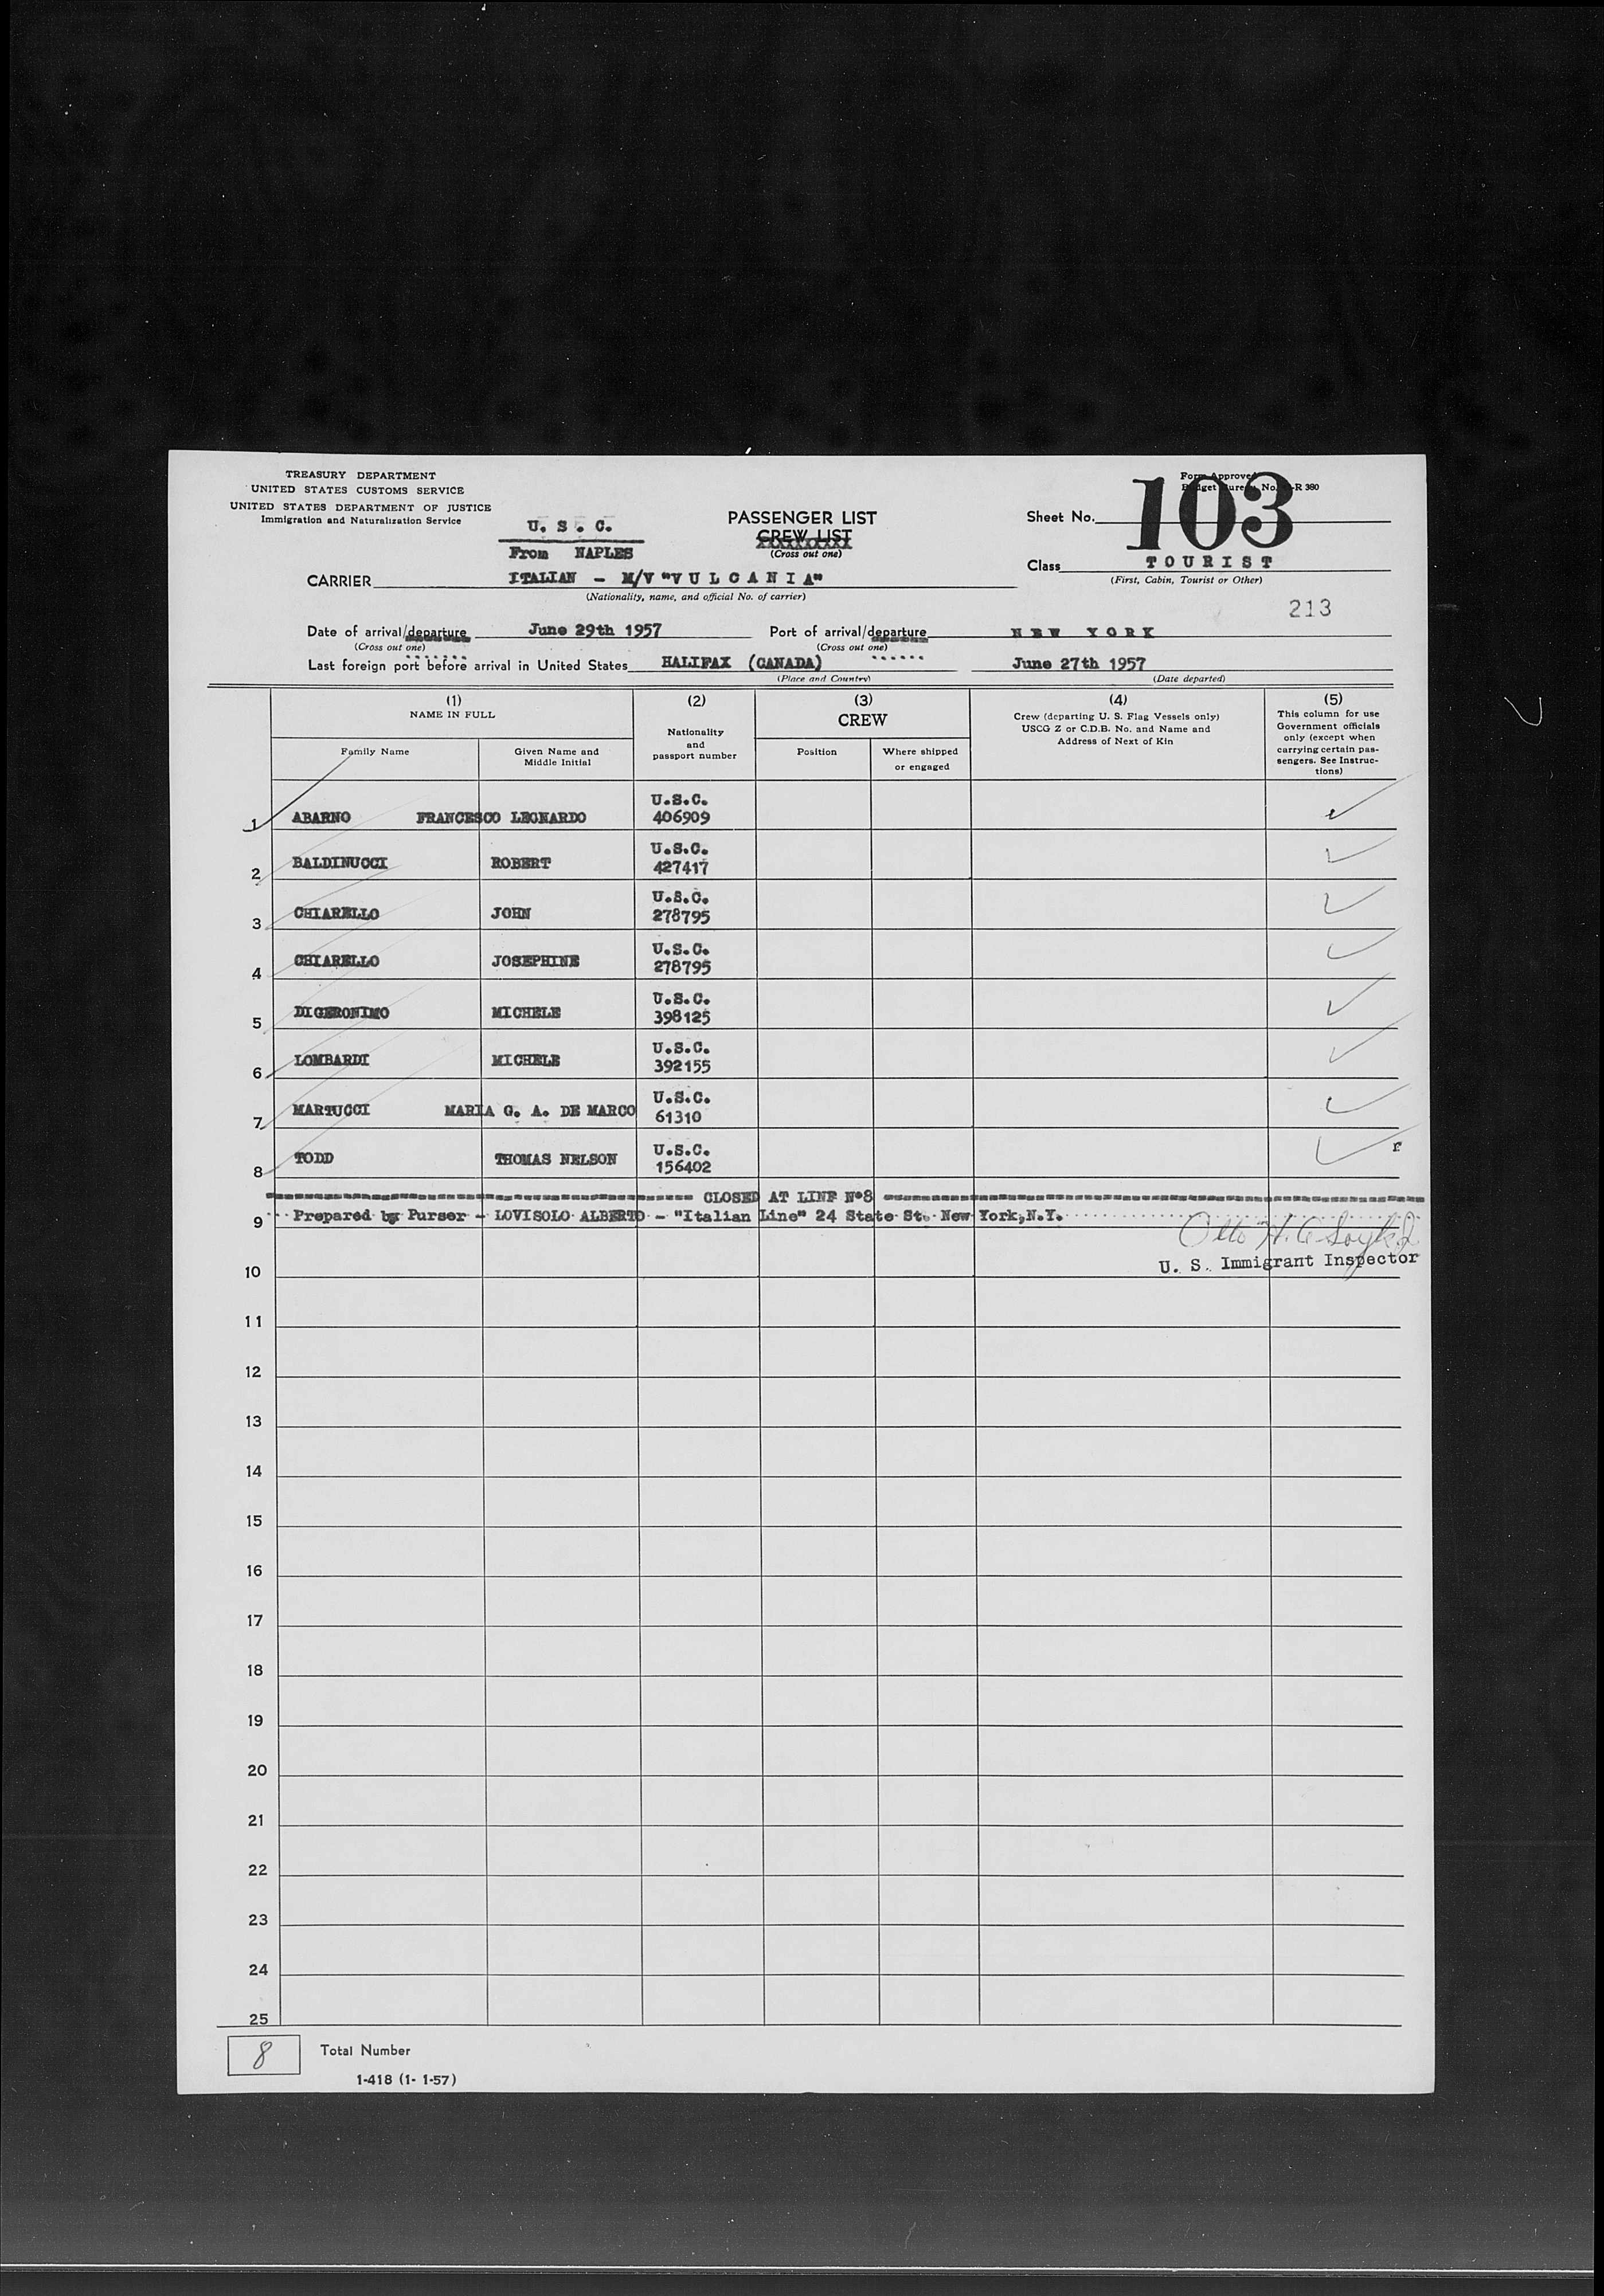 TREASURY DEPARTMENT
UNITED STATES CUSTOMS SERVICE
UNITED STATES DEPARTMENT OF JUSTICE
Immigration and Naturalization Service
U. S. C.
From NAPLES
PASSENGER LIST
CREW LIST
(Cross out one)
Form Approved
Budget Bureau No. R 380
Sheet No. 103
Class TOURIST
(First, Cabin, Tourist or Other)
CARRIER ITALIAN - M/V "VULCANIA"
(Nationality, name, and official No. of carrier)
213
Date of arrival/departure June 29th 1957 Port of arrival/departure NEW YORK
(Cross out one) (Cross out one)
Last foreign port before arrival in United States HALIFAX (CANADA) June 27th 1957
(Place and Country) (Date departed)
(1) NAME IN FULL
Family Name
Given Name and Middle Initial
(2) Nationality and passport number
(3) CREW
Position
Where shipped or engaged
(4) Crew (departing U. S. Flag Vessels only) USCG Z or C.D.B. No. and Name and Address of Next of Kin
(5) This column for use Government officials only (except when carrying certain passengers. See Instructions)
1 ABARNO FRANCESCO LEONARDO U.S.C. 406909
2 BALDINUCCI ROBERT U.S.C. 427417
3 CHIARELLO JOHN U.S.C. 278795
4 CHIARELLO JOSEPHINE U.S.C. 278795
5 DIGERONIMO MICHELE U.S.C. 398125
6 LOMBARDI MICHELE U.S.C. 392155
7 MARTUCCI MARIA G. A. DE MARCO U.S.C. 61310
8 TODD THOMAS NELSON U.S.C. 156402
CLOSED AT LINE Nº8
9 Prepared by Purser - LOVISOLO ALBERTO - "Italian Line" 24 State St. New York, N.Y.
U. S. Immigrant Inspector
10
11
12
13
14
15
16
17
18
19
20
21
22
23
24
25
8 Total Number
1-418 (1- 1-57)